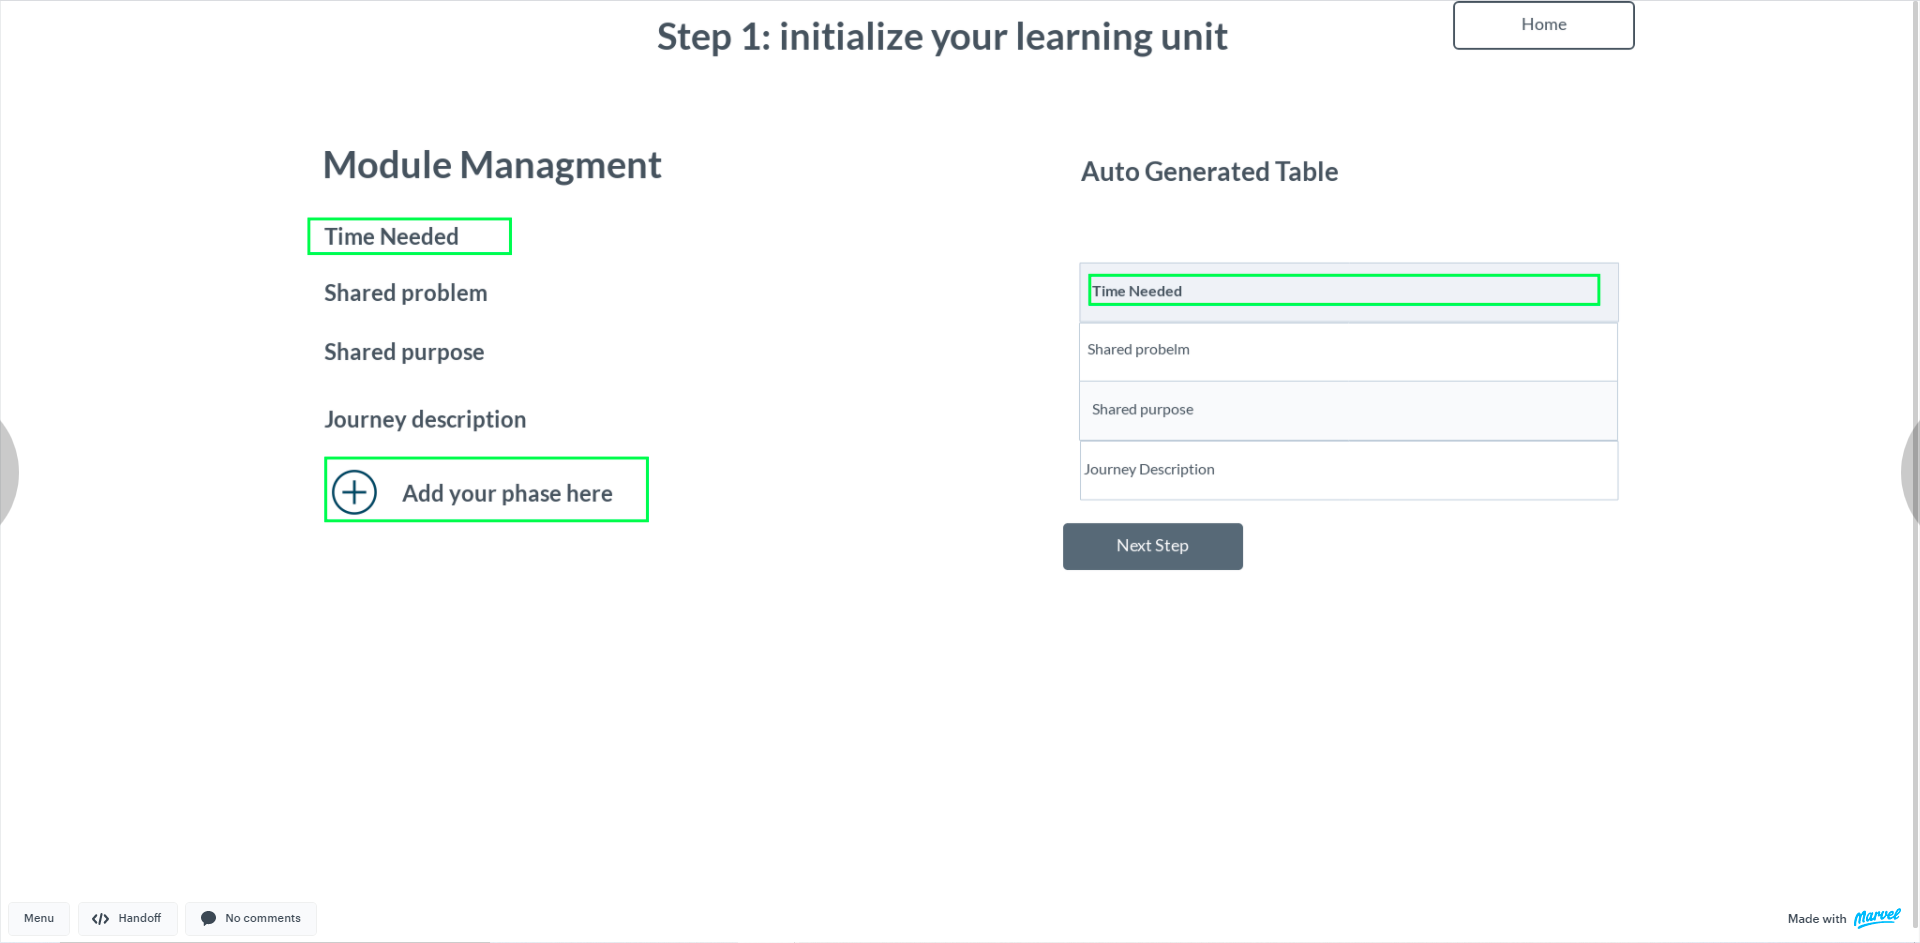 Step 1: initialize your learning unit
Home
Module Managment
Time Needed
Shared problem
Shared purpose
Journey description
Add your phase here
Auto Generated Table
Time Needed
Shared probelm
Shared purpose
Journey Description
Next Step
Menu
</> Handoff
No comments
Made with Marvel